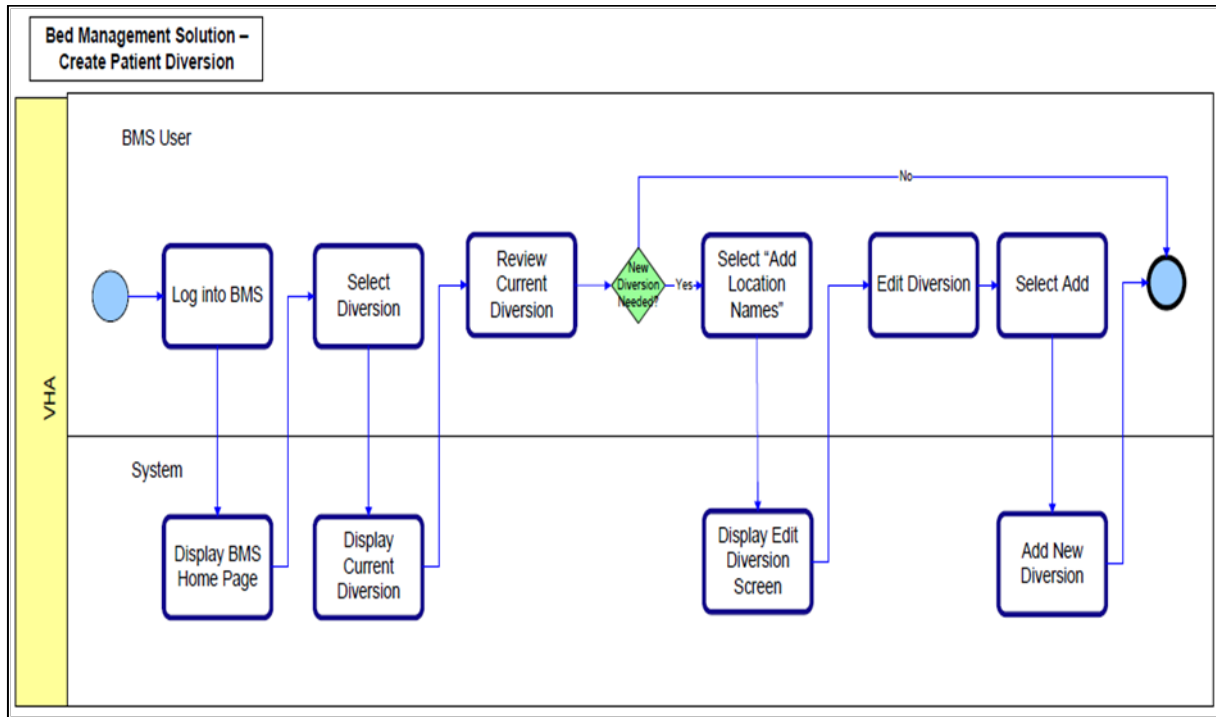 Bed Management Solution –
Create Patient Diversion
VHA
BMS User
Log into BMS
Select
Diversion
Review
Current
Diversion
New
Diversion
Needed?
Yes
No
Select “Add
Location
Names”
Edit Diversion
Select Add
System
Display BMS
Home Page
Display
Current
Diversion
Display Edit
Diversion
Screen
Add New
Diversion